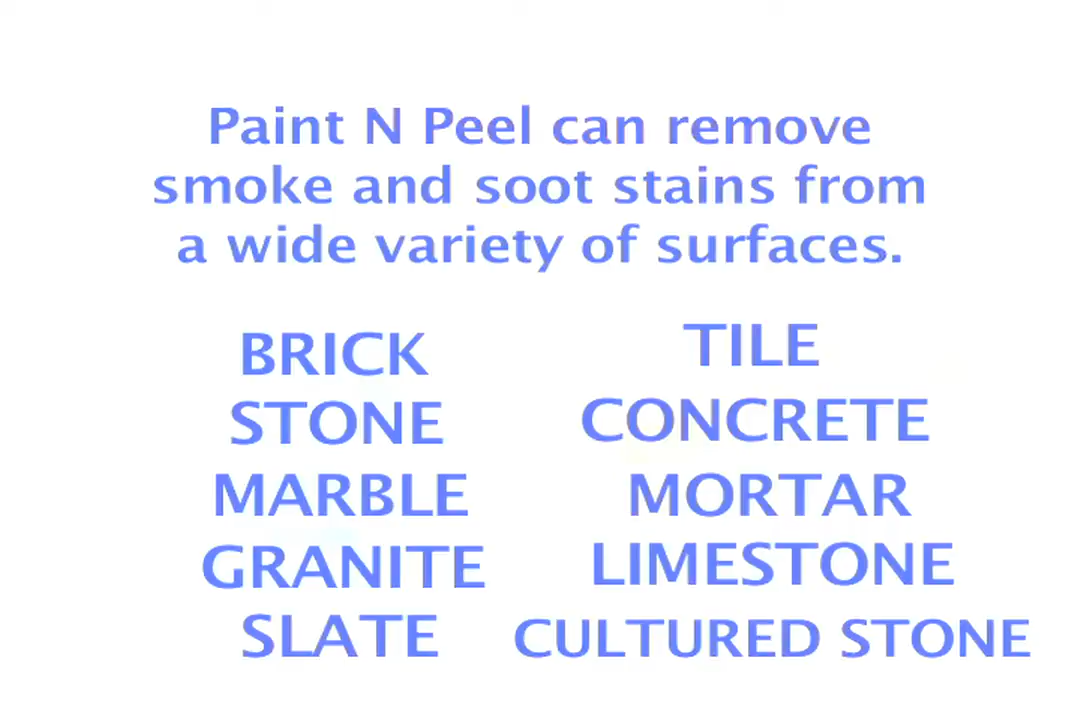 Paint N Peel can remove
smoke and soot stains from
a wide variety of surfaces.
BRICK
STONE
MARBLE
GRANITE
SLATE
TILE
CONCRETE
MORTAR
LIMESTONE
CULTURED STONE